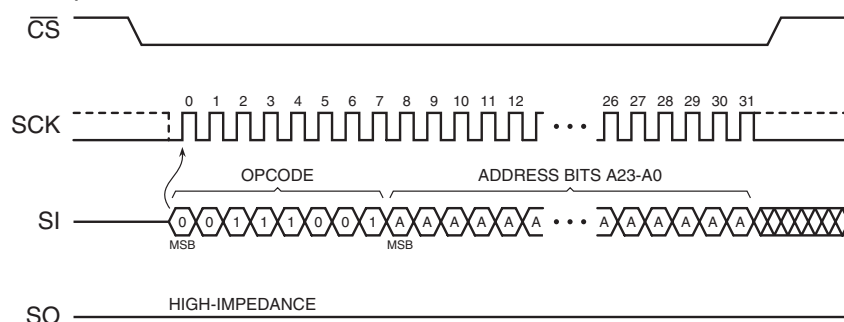 CS
0 1 2 3 4 5 6 7 8 9 10 11 12 26 27 28 29 30 31
SCK
OPCODE ADDRESS BITS A23-A0
SI 0 0 1 1 1 0 0 1 A A A A A A A A A A A A
MSB MSB
HIGH-IMPEDANCE
SO